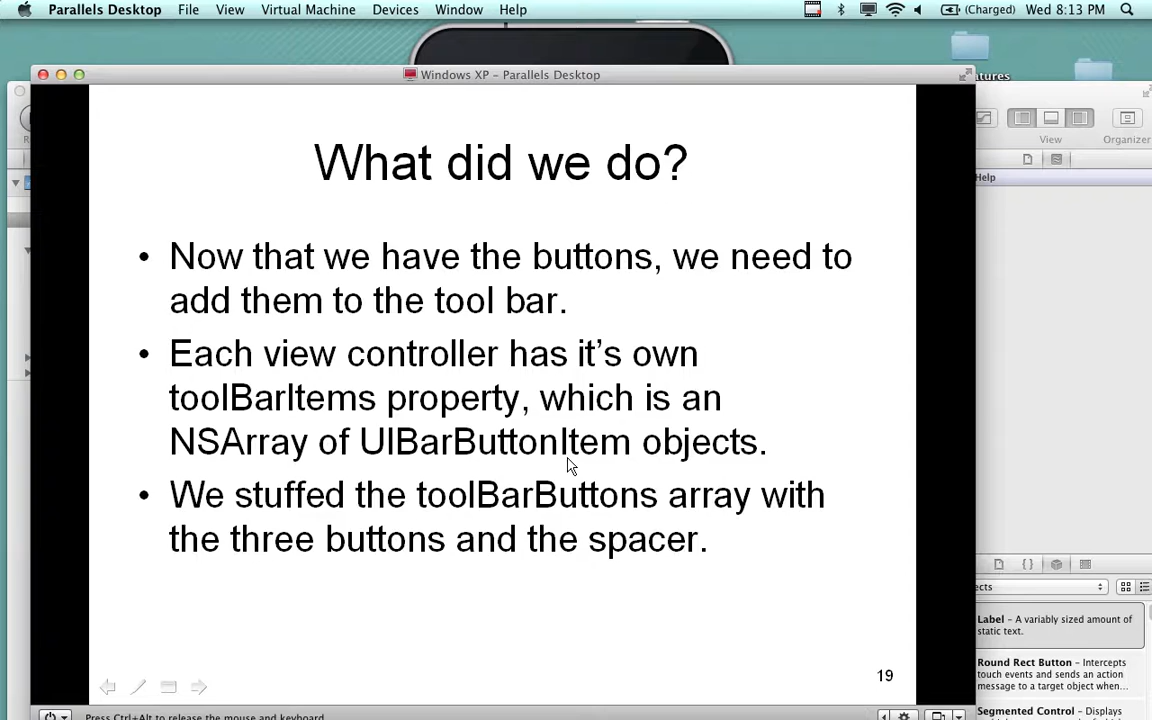 Parallels Desktop File View Virtual Machine Devices Window Help (Charged) Wed 8:13 PM
Windows XP – Parallels Desktop
View
Organizer
Help
What did we do?
• Now that we have the buttons, we need to
add them to the tool bar.
• Each view controller has it’s own
toolBarItems property, which is an
NSArray of UIBarButtonItem objects.
• We stuffed the toolBarButtons array with
the three buttons and the spacer.
19
Label – A variably sized amount of
static text.
Round Rect Button – Intercepts
touch events and sends an action
message to a target object when...
Segmented Control – Displays
Press Ctrl+Alt to release the mouse and keyboard.